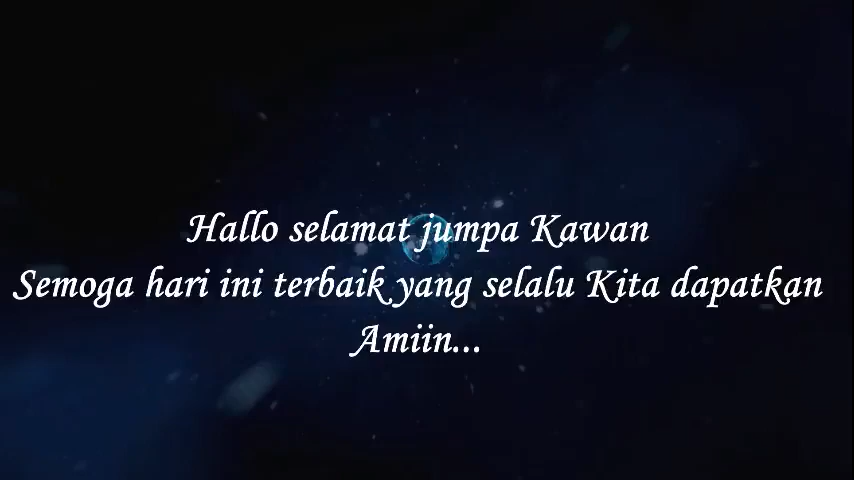 Hallo selamat jumpa Kawan
Semoga hari ini terbaik yang selalu Kita dapatkan
Amiin...